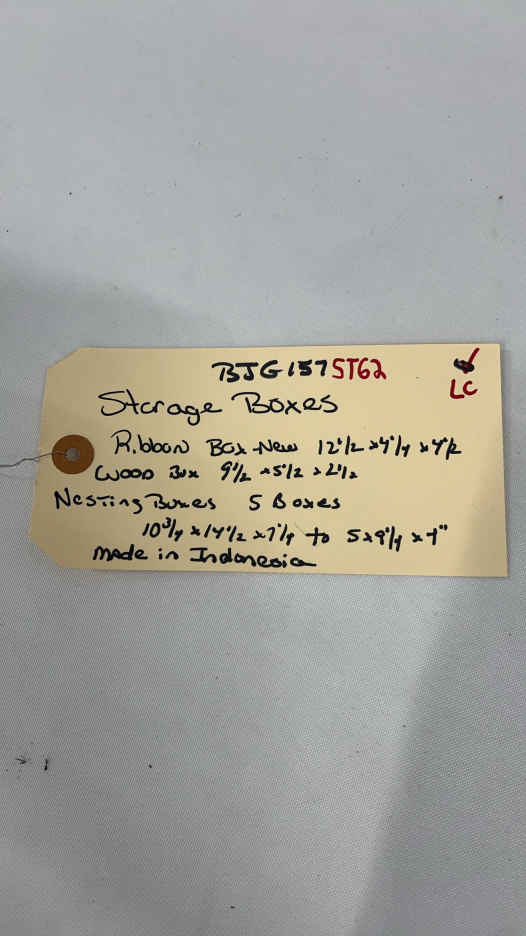 BJG157 ST62
LC
Storage Boxes
Ribbon Box-New 12 1/2 x 4 1/4 x 4 1/2
Wood Box 9 1/2 x 5 1/2 x 2 1/2
Nesting Boxes 5 Boxes
10 3/4 x 14 1/2 x 7 1/4 to 5 x 9 1/4 x 4"
made in Indonesia